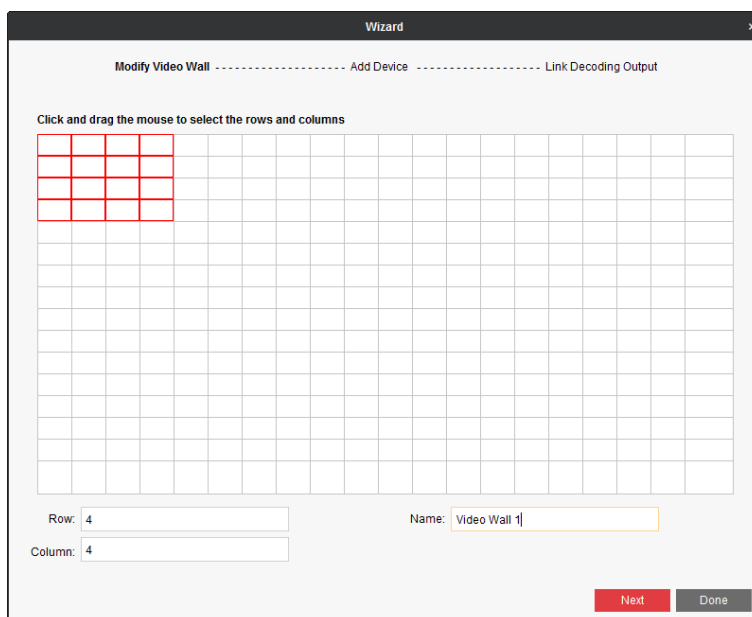 Wizard
Modify Video Wall - - - - - - - - - - - - - - - - - - - - Add Device - - - - - - - - - - - - - - - - - - - Link Decoding Output
Click and drag the mouse to select the rows and columns
Row: 4
Name: Video Wall 1
Column: 4
Next Done